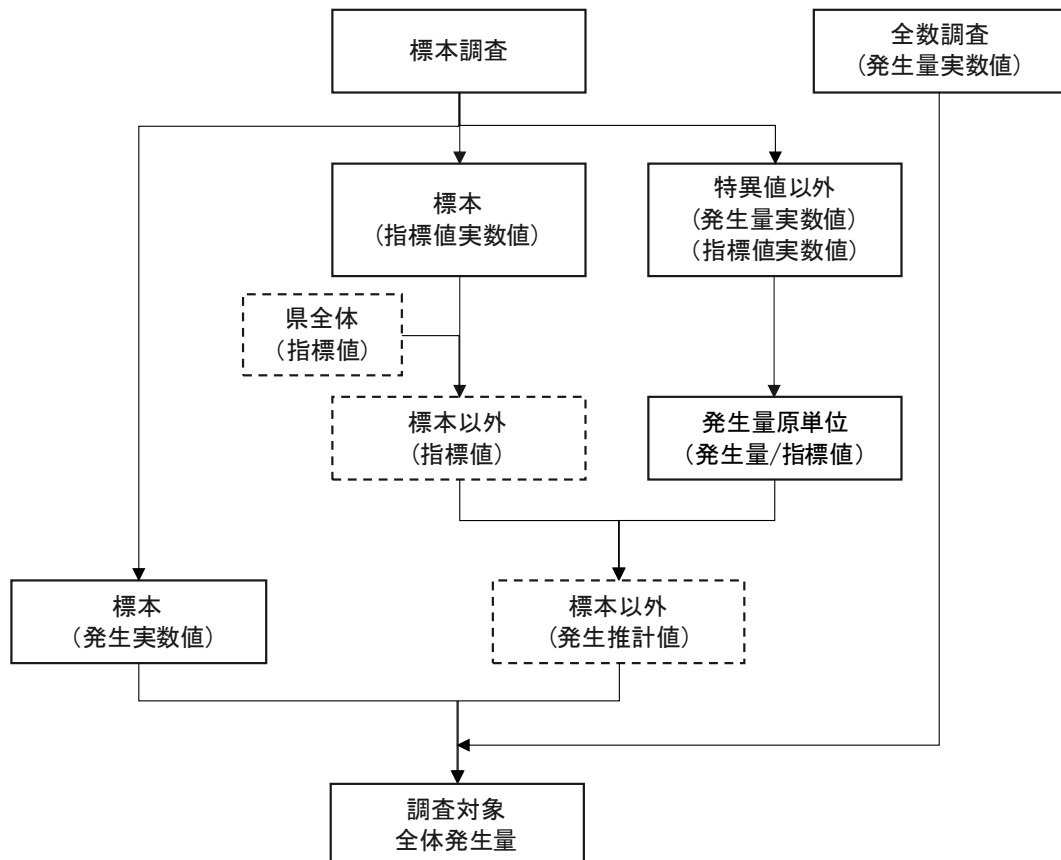 標本調査
全数調査
(発生量実数値)
標本
(指標値実数値)
特異値以外
(発生量実数値)
(指標値実数値)
県全体
(指標値)
標本以外
(指標値)
発生量原単位
(発生量/指標値)
標本
(発生実数値)
標本以外
(発生推計値)
調査対象
全体発生量